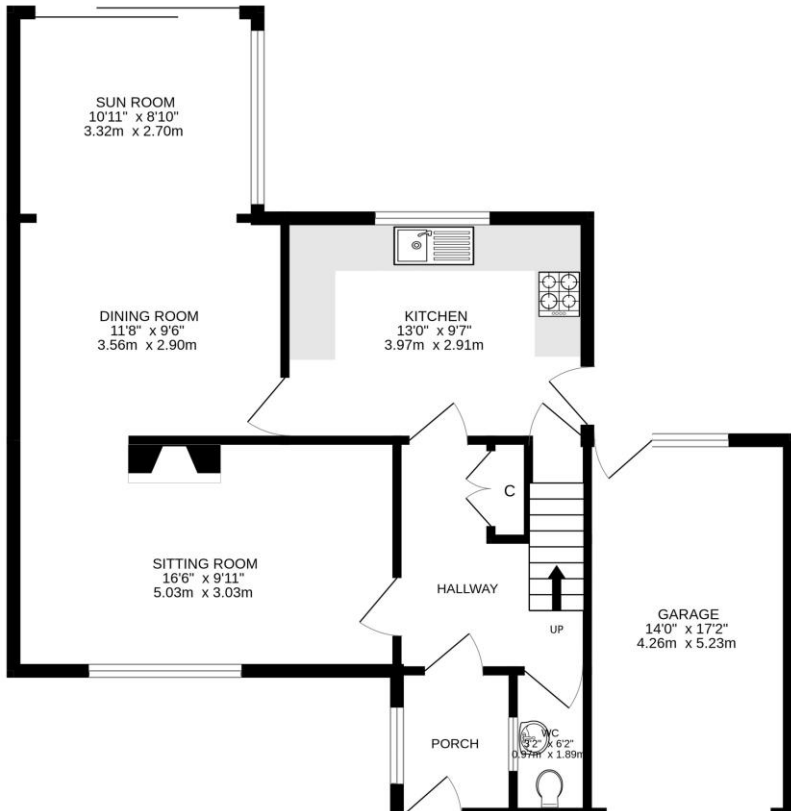 SUN ROOM
10'11" x 8'10"
3.32m x 2.70m
DINING ROOM
11'8" x 9'6"
3.56m x 2.90m
KITCHEN
13'0" x 9'7"
3.97m x 2.91m
C
SITTING ROOM
16'6" x 9'11"
5.03m x 3.03m
HALLWAY
UP
GARAGE
14'0" x 17'2"
4.26m x 5.23m
PORCH
WC
3'2" x 6'2"
0.97m x 1.89m